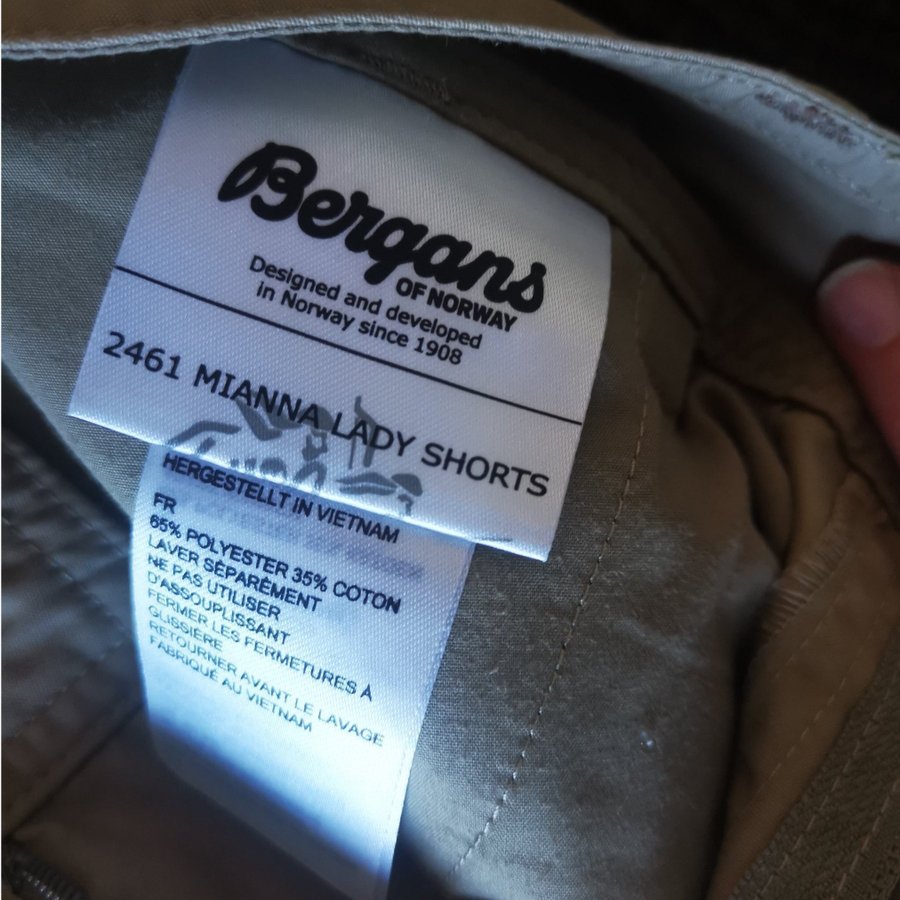 Bergans
OF NORWAY
Designed and developed
in Norway since 1908
2461 MIANNA LADY SHORTS
HERGESTELLT IN VIETNAM
FR
65% POLYESTER 35% COTON
LAVER SÉPARÉMENT
NE PAS UTILISER
D'ASSOUPLISSANT
FERMER LES FERMETURES À
GLISSIÈRE
RETOURNER AVANT LE LAVAGE
FABRIQUÉ AU VIETNAM